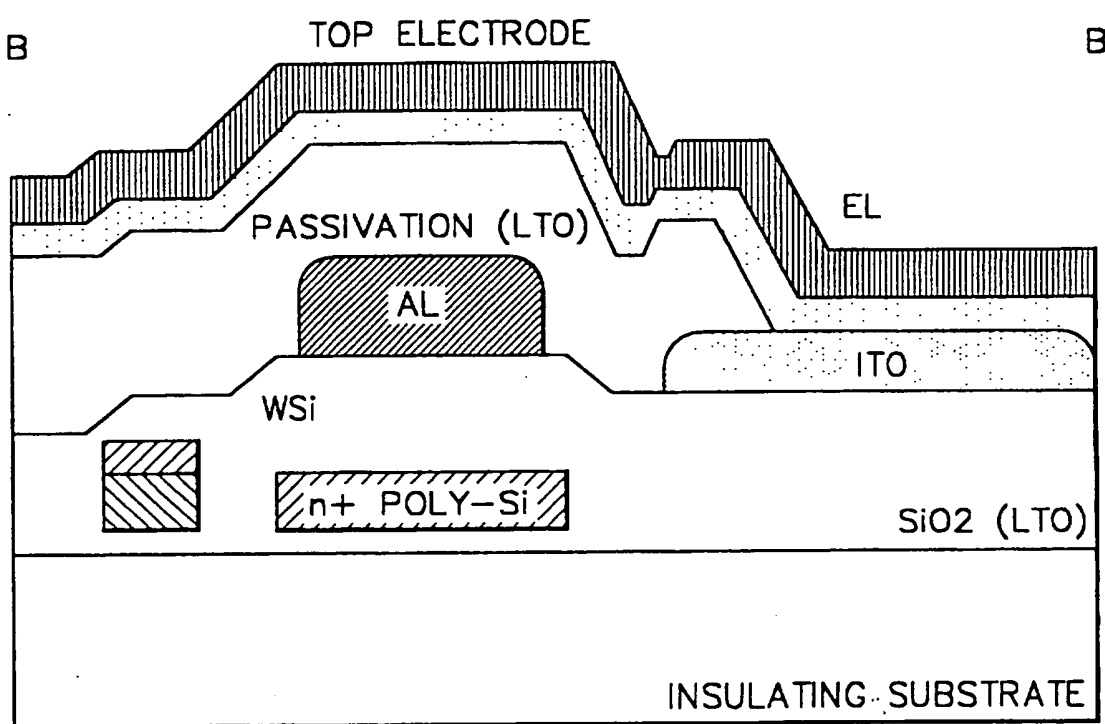 B
TOP ELECTRODE
B
EL
PASSIVATION (LTO)
AL
ITO
WSi
n+ POLY-Si
SiO2 (LTO)
INSULATING SUBSTRATE